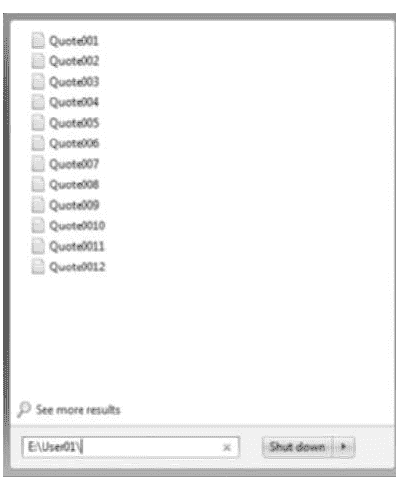 Quote001
Quote002
Quote003
Quote004
Quote005
Quote006
Quote007
Quote008
Quote009
Quote0010
Quote0011
Quote0012
See more results
E:\User01\ Shut down